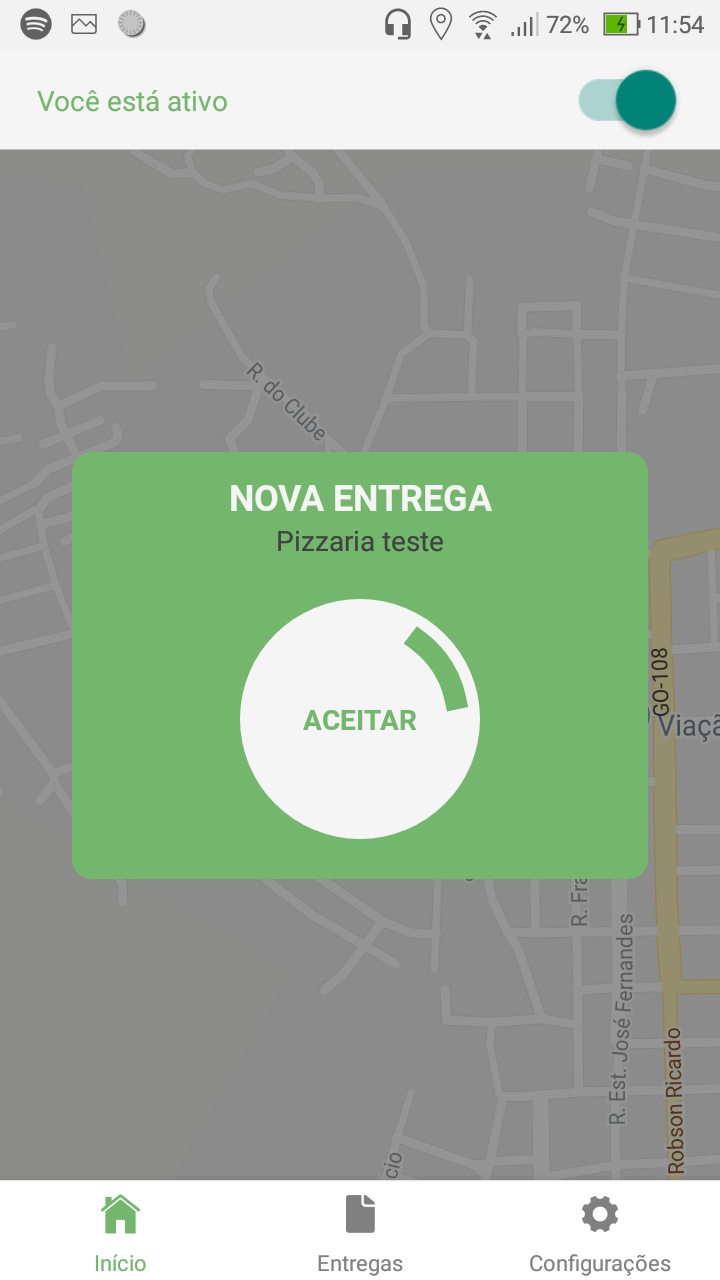 72% 11:54
Você está ativo
R. do Clube
NOVA ENTREGA
Pizzaria teste
ACEITAR
GO-108
Viaçã
R. Fra
R. Est. José Fernandes
Robson Ricardo
cio
Início Entregas Configurações